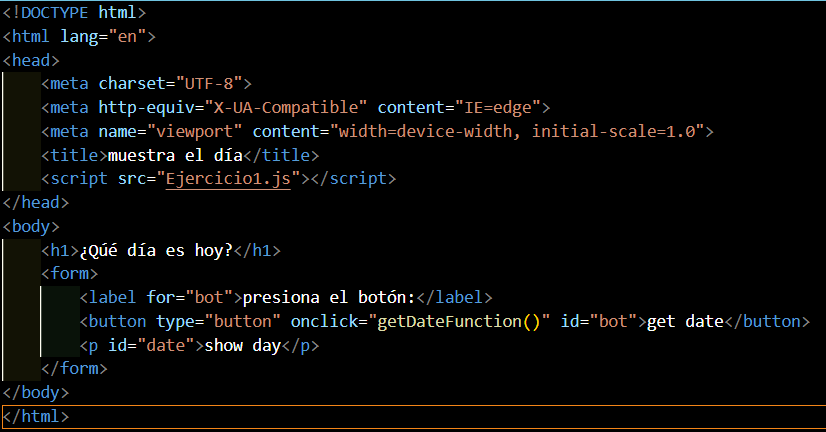 <!DOCTYPE html>
<html lang="en">
<head>
    <meta charset="UTF-8">
    <meta http-equiv="X-UA-Compatible" content="IE=edge">
    <meta name="viewport" content="width=device-width, initial-scale=1.0">
    <title>muestra el día</title>
    <script src="Ejercicio1.js"></script>
</head>
<body>
    <h1>¿Qúé día es hoy?</h1>
    <form>
        <label for="bot">presiona el botón:</label>
        <button type="button" onclick="getDateFunction()" id="bot">get date</button>
        <p id="date">show day</p>
    </form>
</body>
</html>